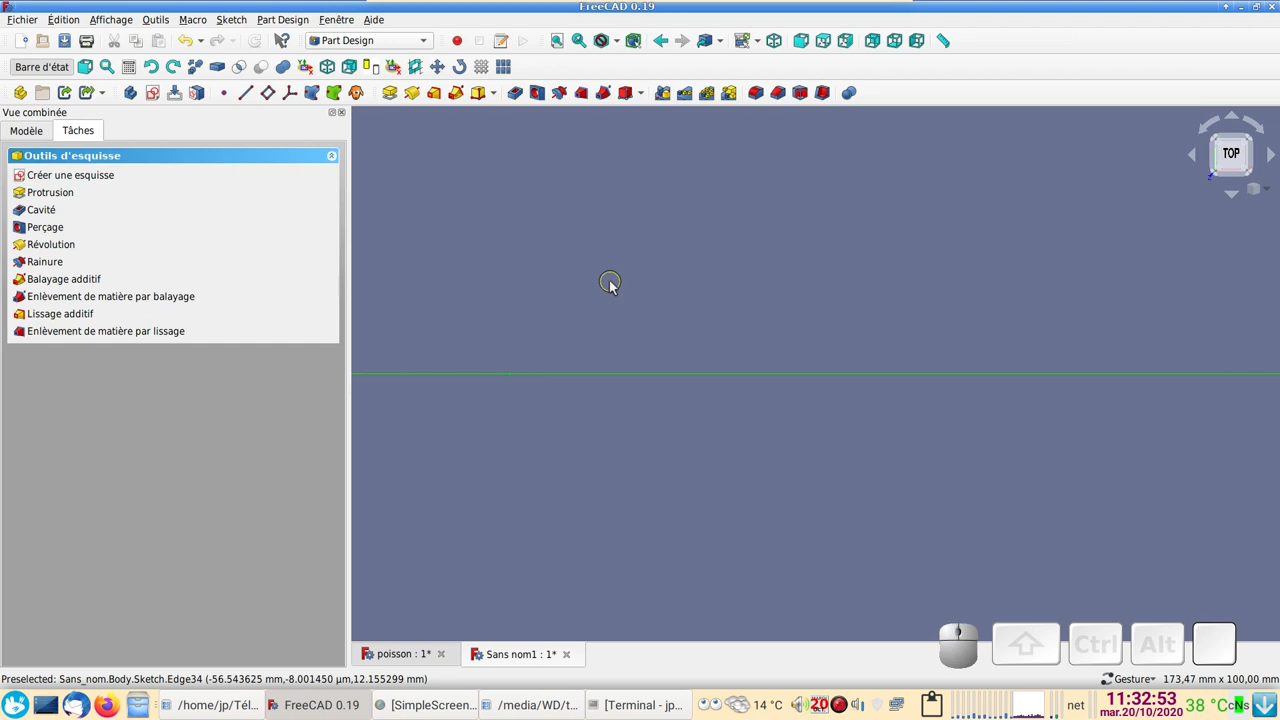 FreeCAD 0.19
Fichier Édition Affichage Outils Macro Sketch Part Design Fenêtre Aide
Part Design
Barre d'état
Vue combinée
Modèle Tâches
Outils d'esquisse
Créer une esquisse
Protrusion
Cavité
Perçage
Révolution
Rainure
Balayage additif
Enlèvement de matière par balayage
Lissage additif
Enlèvement de matière par lissage
TOP
z
Ctrl Alt
poisson : 1* Sans nom1 : 1*
Preselected: Sans_nom.Body.Sketch.Edge34 (-56.543625 mm,-8.001450 µm,12.155299 mm) Gesture 173,47 mm x 100,00 mm
/home/jp/Tél... FreeCAD 0.19 [SimpleScreen... /media/WD/t... [Terminal - jp... 14 °C 20 net 11:32:53 38 °C
mar.20/10/2020